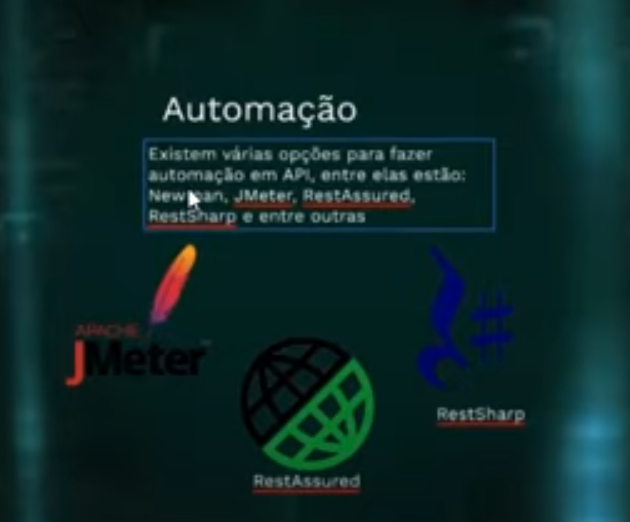 Automação
Existem várias opções para fazer
automação em API, entre elas estão:
Newman, JMeter, RestAssured,
RestSharp e entre outras
APACHE
JMeter™
RestSharp
RestAssured